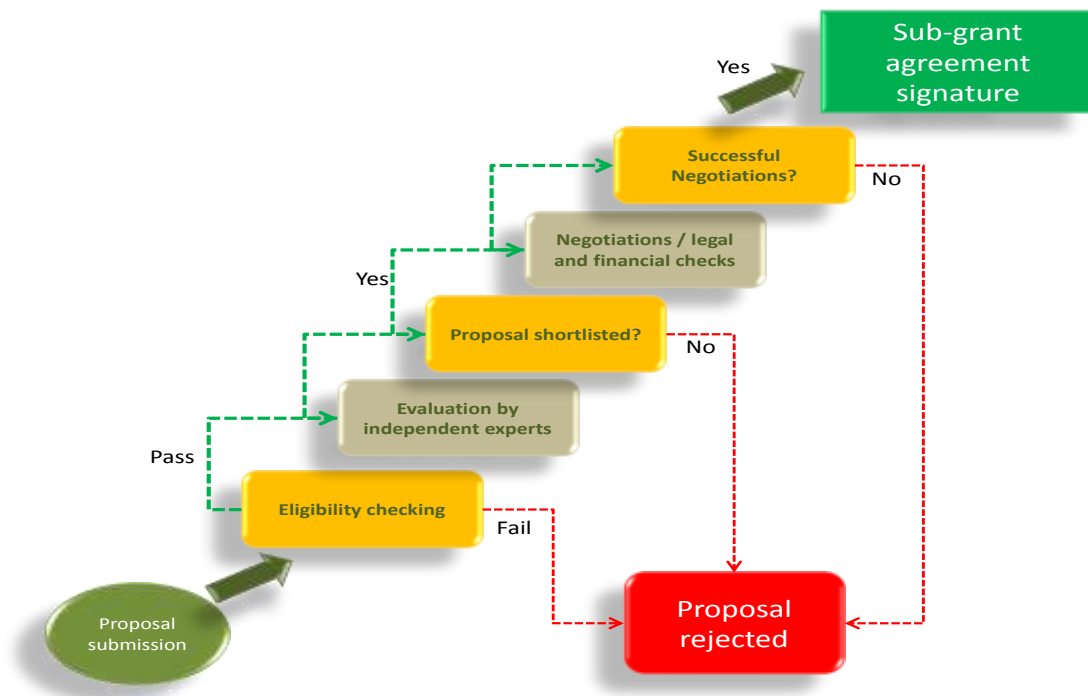 Sub-grant
agreement
signature
Yes
Successful
Negotiations?
No
Negotiations / legal
and financial checks
Yes
Proposal shortlisted?
No
Evaluation by
independent experts
Pass
Eligibility checking
Fail
Proposal
submission
Proposal
rejected